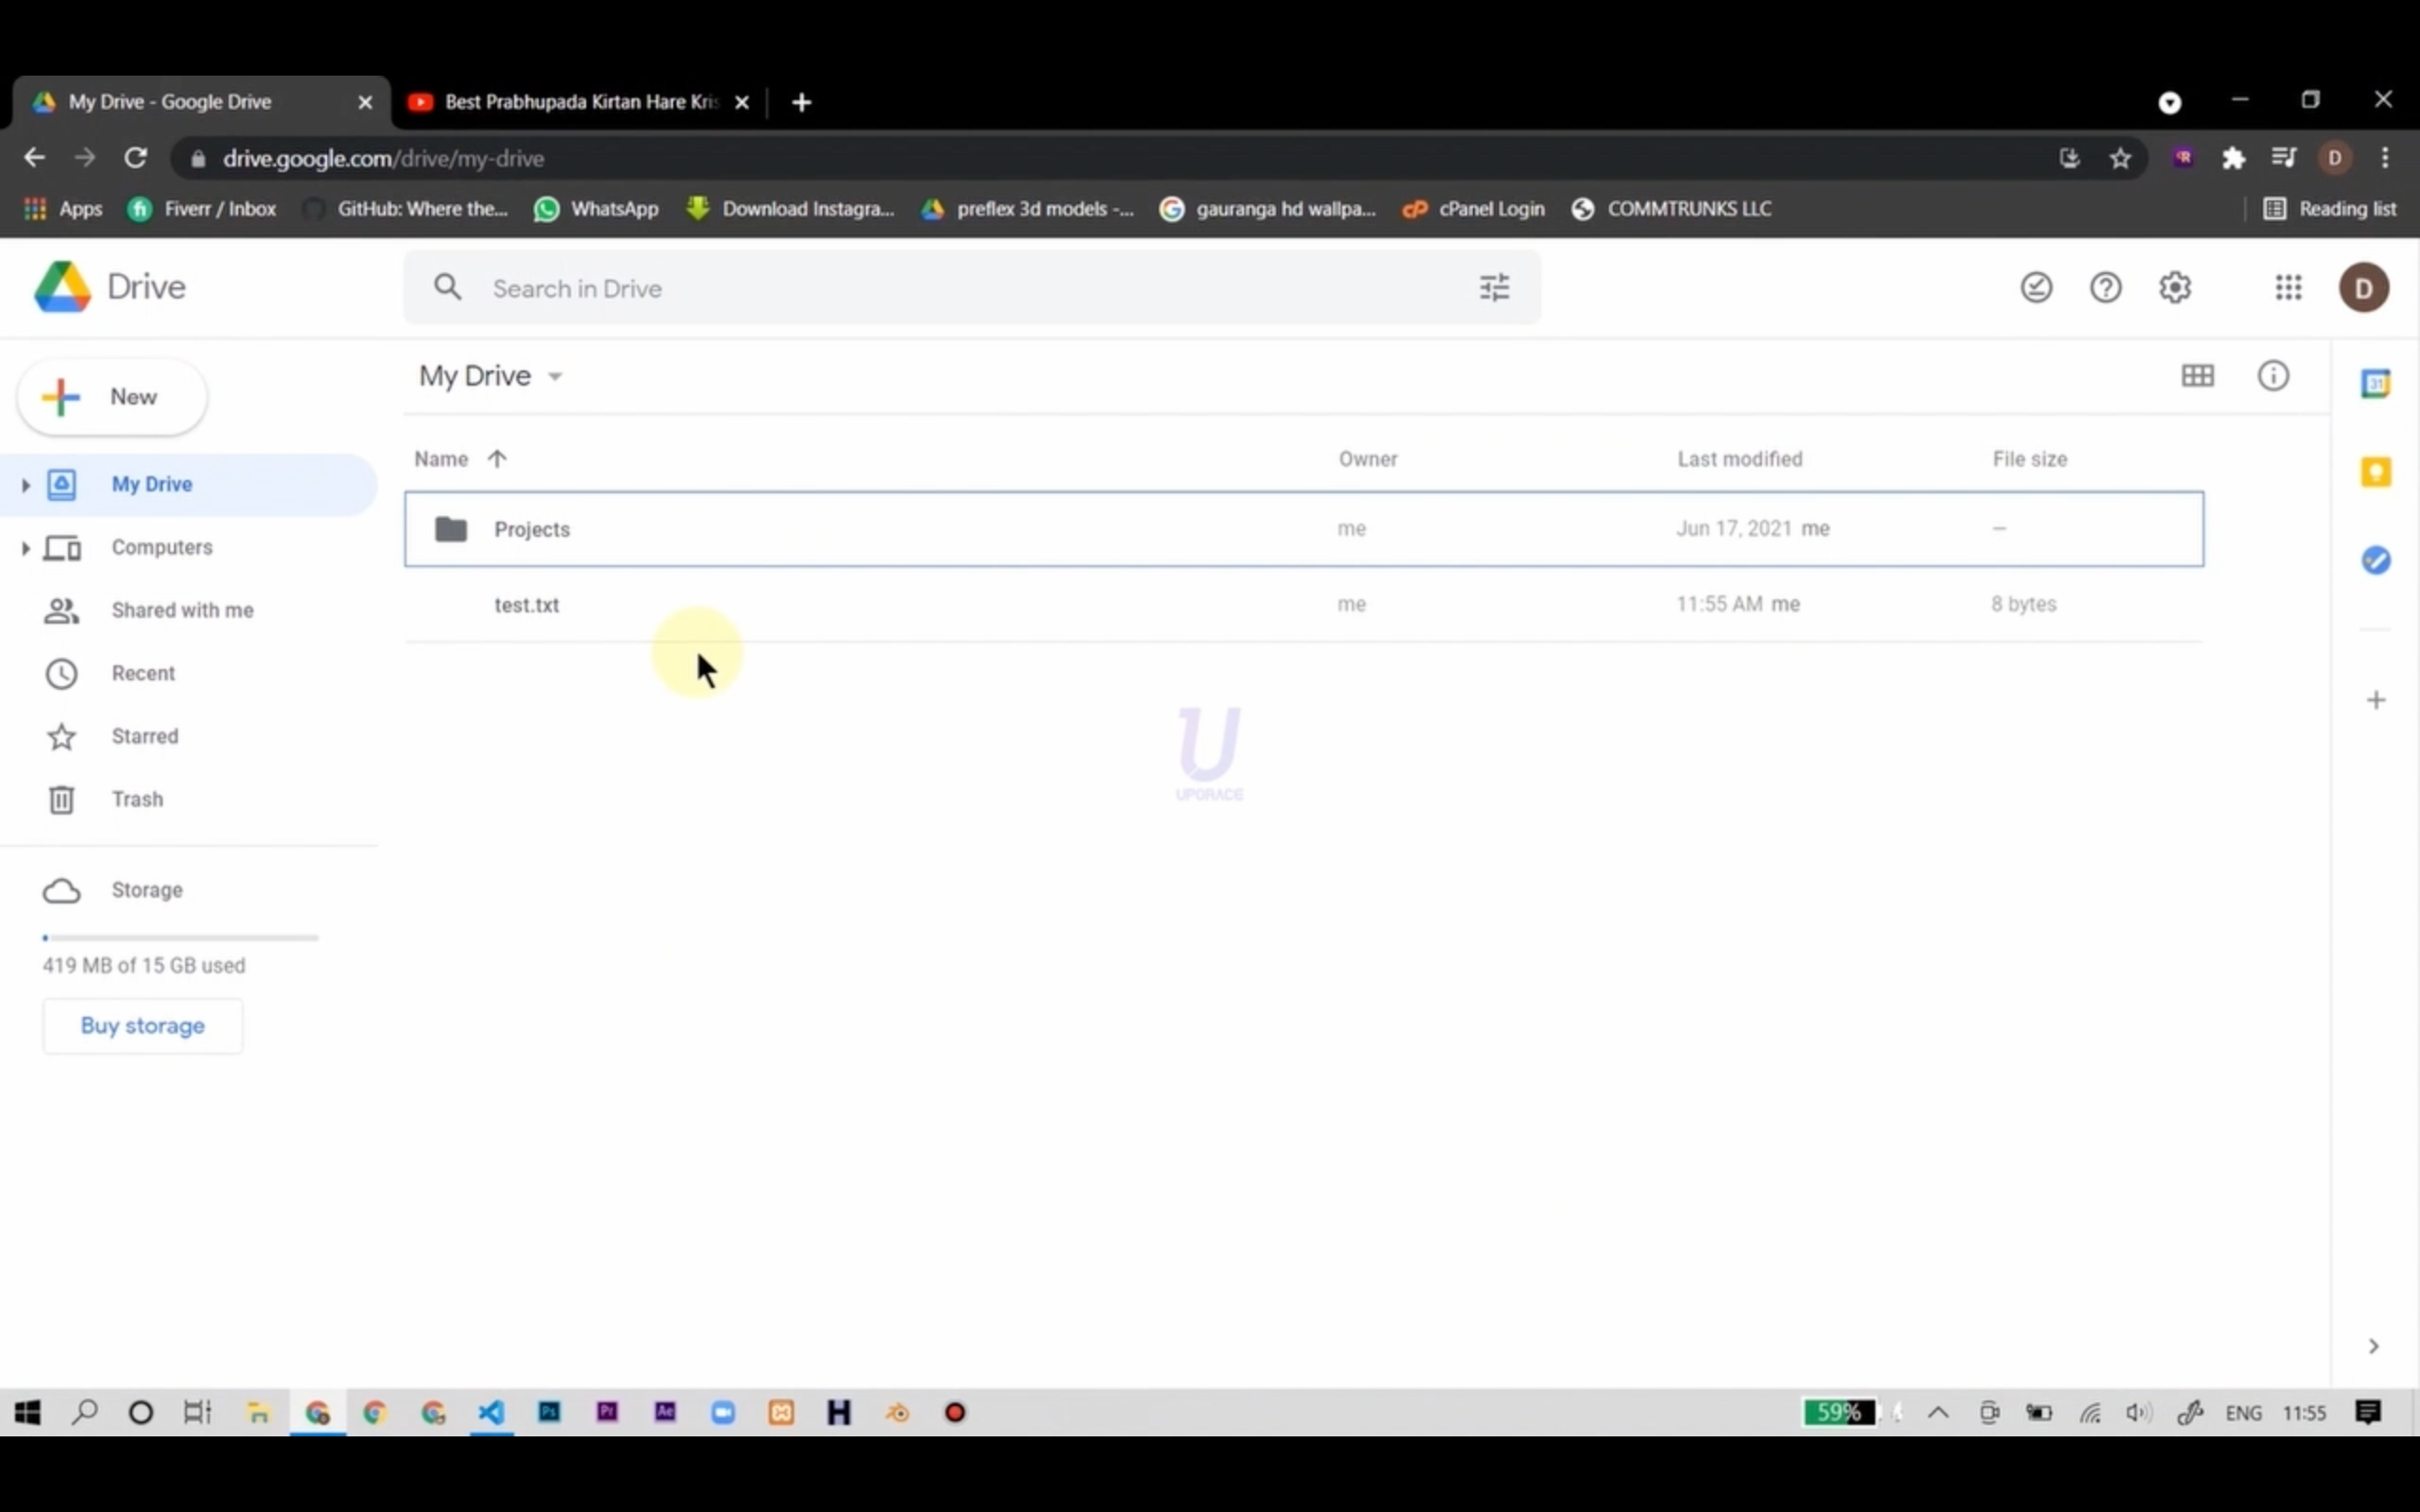 My Drive - Google Drive
Best Prabhupada Kirtan Hare Kris
drive.google.com/drive/my-drive
D
Apps
Fiverr / Inbox
GitHub: Where the...
WhatsApp
Download Instagra...
preflex 3d models -...
gauranga hd wallpa...
cPanel Login
COMMTRUNKS LLC
Reading list
Drive
Search in Drive
D
New
My Drive
31
Name
Owner
Last modified
File size
My Drive
Projects
me
Jun 17, 2021 me
–
Computers
test.txt
me
11:55 AM me
8 bytes
Shared with me
Recent
Starred
U
UPGRACE
Trash
Storage
419 MB of 15 GB used
Buy storage
Ps
Pr
Ae
H
59%
ENG
11:55